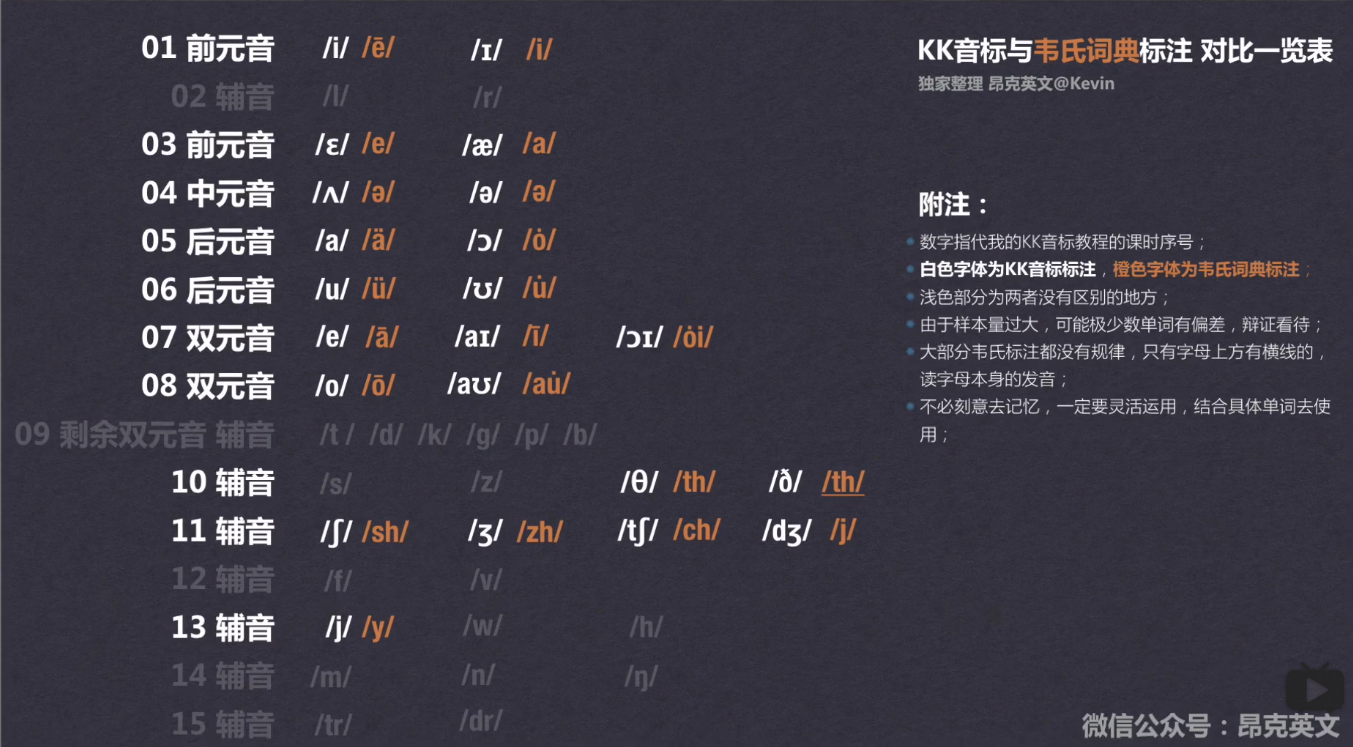 KK音标与韦氏词典标注 对比一览表
独家整理 昂克英文@Kevin
01 前元音 /i/ /ē/ /ɪ/ /i/
02 辅音 /l/ /r/
03 前元音 /ɛ/ /e/ /æ/ /a/
04 中元音 /ʌ/ /ə/ /ə/ /ə/
05 后元音 /a/ /ä/ /ɔ/ /ȯ/
06 后元音 /u/ /ü/ /ʊ/ /u̇/
07 双元音 /e/ /ā/ /aɪ/ /ī/ /ɔɪ/ /ȯi/
08 双元音 /o/ /ō/ /aʊ/ /au̇/
09 剩余双元音 辅音 /t / /d/ /k/ /g/ /p/ /b/
10 辅音 /s/ /z/ /θ/ /th/ /ð/ /th/
11 辅音 /ʃ/ /sh/ /ʒ/ /zh/ /tʃ/ /ch/ /dʒ/ /j/
12 辅音 /f/ /v/
13 辅音 /j/ /y/ /w/ /h/
14 辅音 /m/ /n/ /ŋ/
15 辅音 /tr/ /dr/
附注：
数字指代我的KK音标教程的课时序号；
白色字体为KK音标标注，橙色字体为韦氏词典标注；
浅色部分为两者没有区别的地方；
由于样本量过大，可能极少数单词有偏差，辩证看待；
大部分韦氏标注都没有规律，只有字母上方有横线的，
读字母本身的发音；
不必刻意去记忆，一定要灵活运用，结合具体单词去使
用；
微信公众号：昂克英文